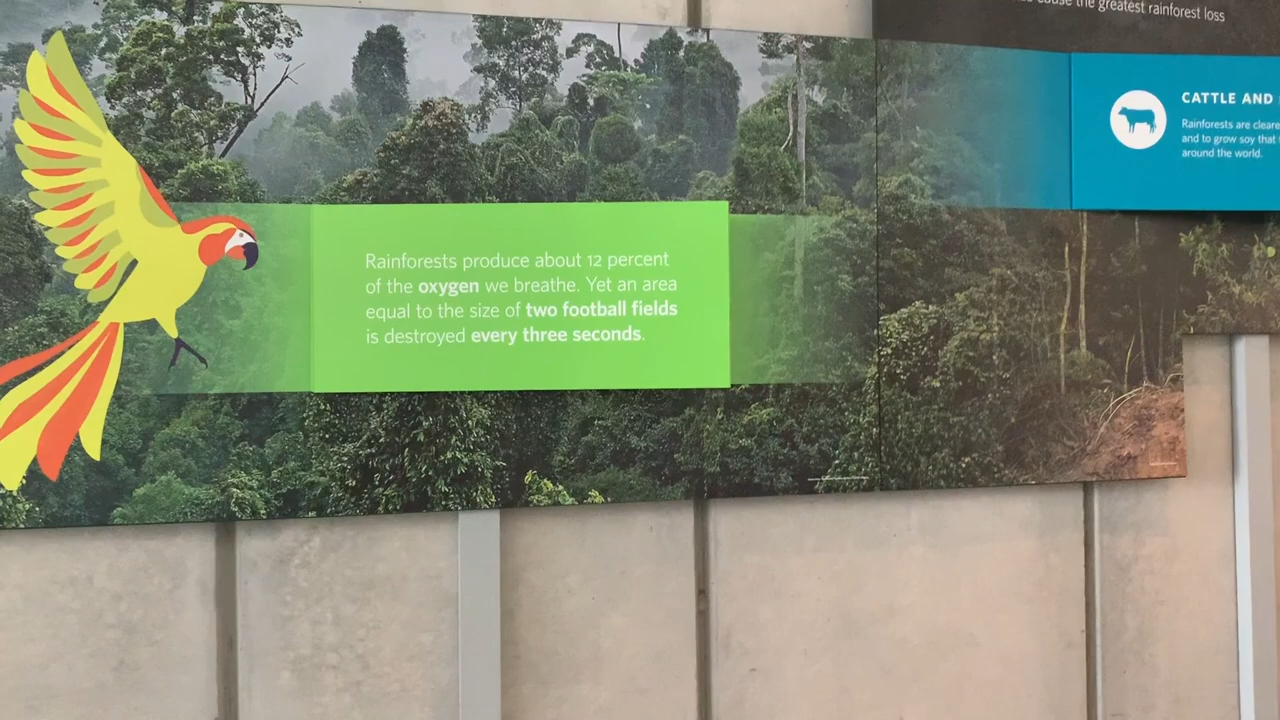 cause the greatest rainforest loss
CATTLE AND
Rainforests are cleare
and to grow soy that
around the world.
Rainforests produce about 12 percent
of the oxygen we breathe. Yet an area
equal to the size of two football fields
is destroyed every three seconds.